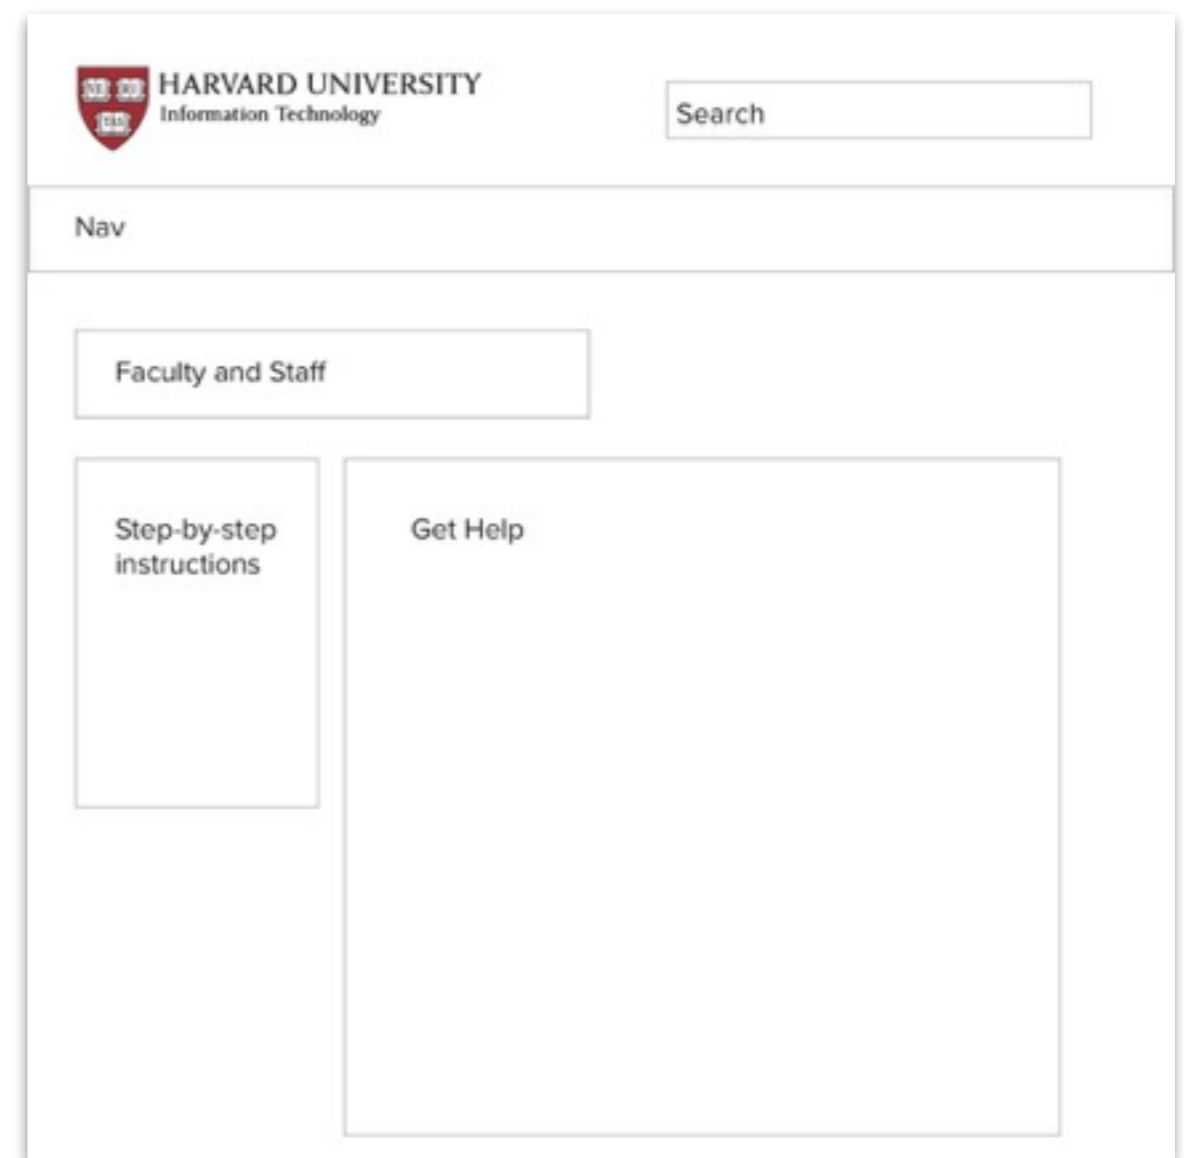 HARVARD UNIVERSITY
Information Technology
Search
Nav
Faculty and Staff
Step-by-step
instructions
Get Help